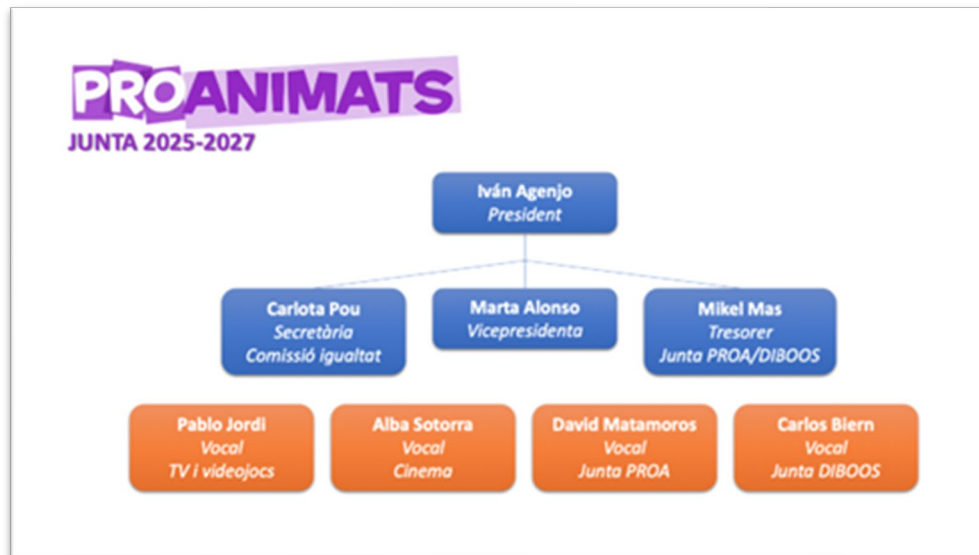 PROANIMATS
JUNTA 2025-2027
Iván Agenjo
President
Carlota Pou
Secretària
Comissió igualtat
Marta Alonso
Vicepresidenta
Mikel Mas
Tresorer
Junta PROA/DIBOOS
Pablo Jordi
Vocal
TV i videojocs
Alba Sotorra
Vocal
Cinema
David Matamoros
Vocal
Junta PROA
Carlos Biern
Vocal
Junta DIBOOS